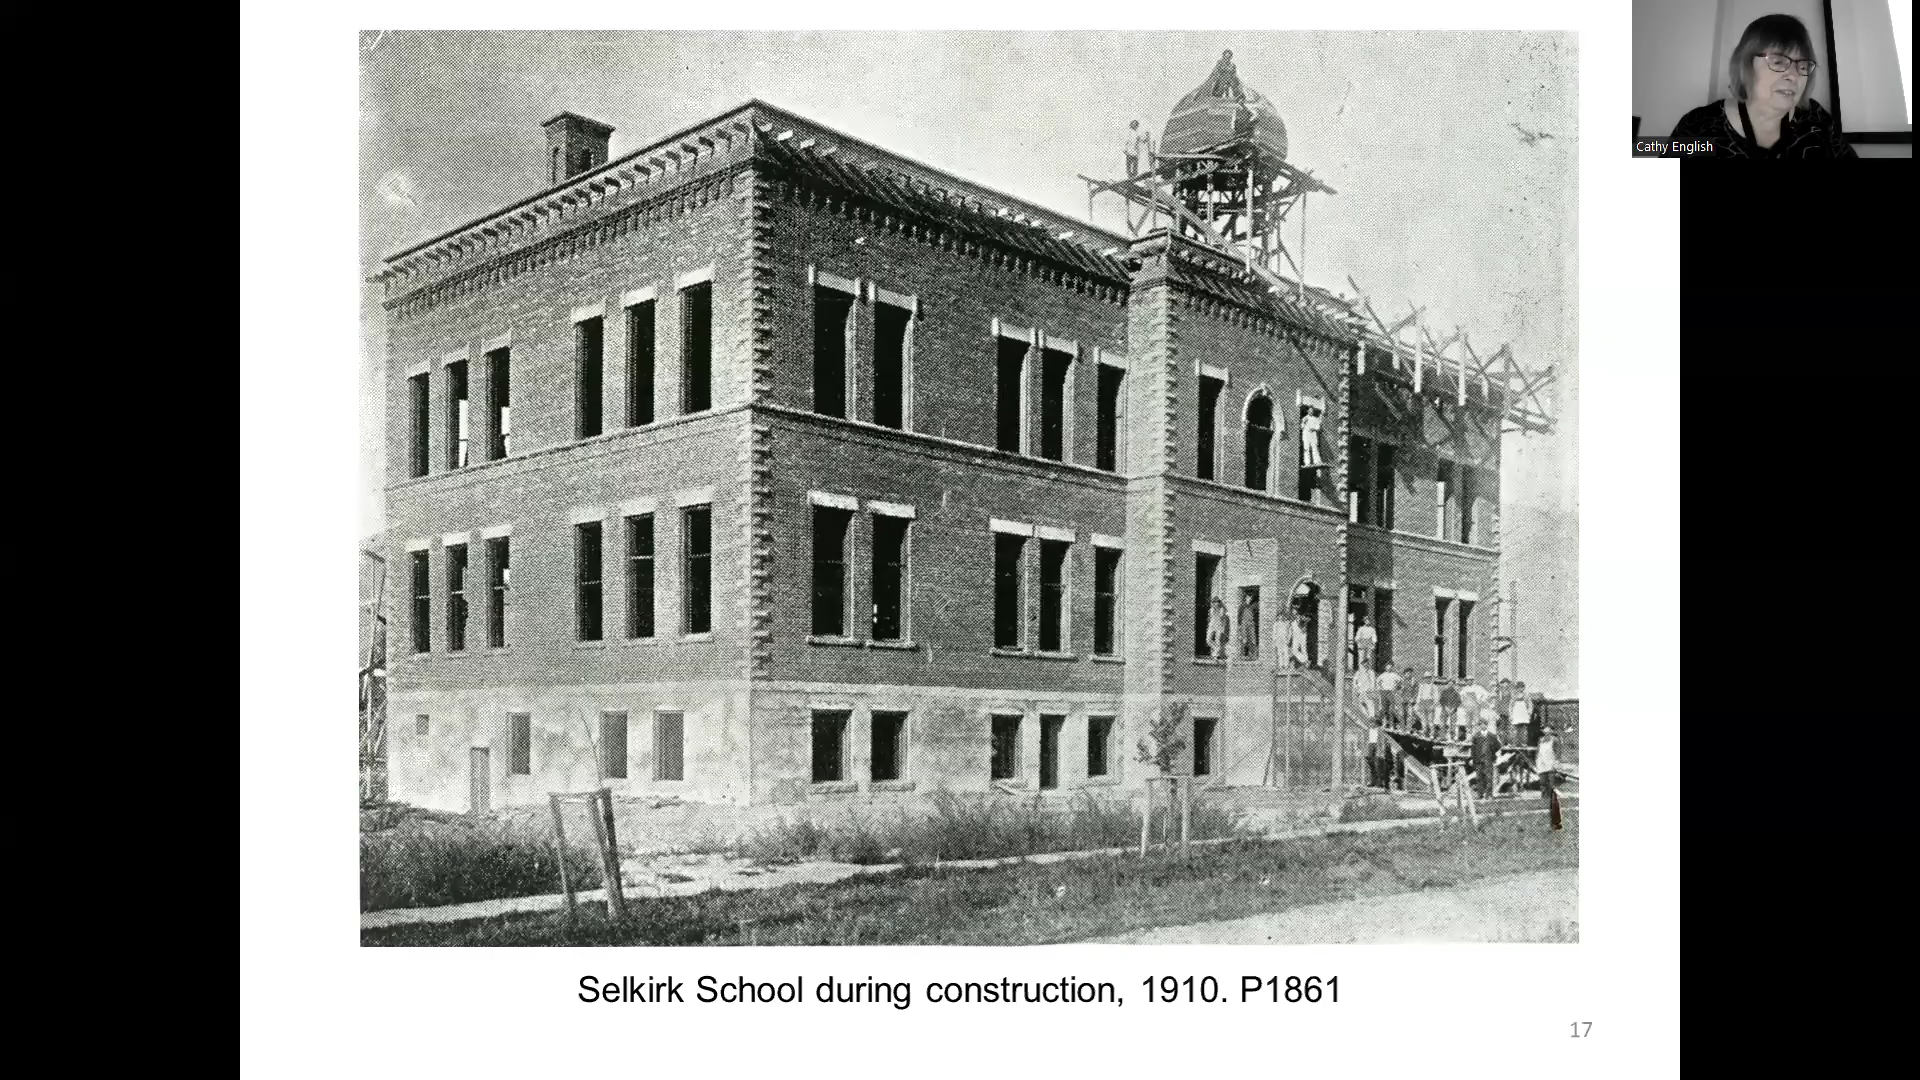 Cathy English
Selkirk School during construction, 1910. P1861
17